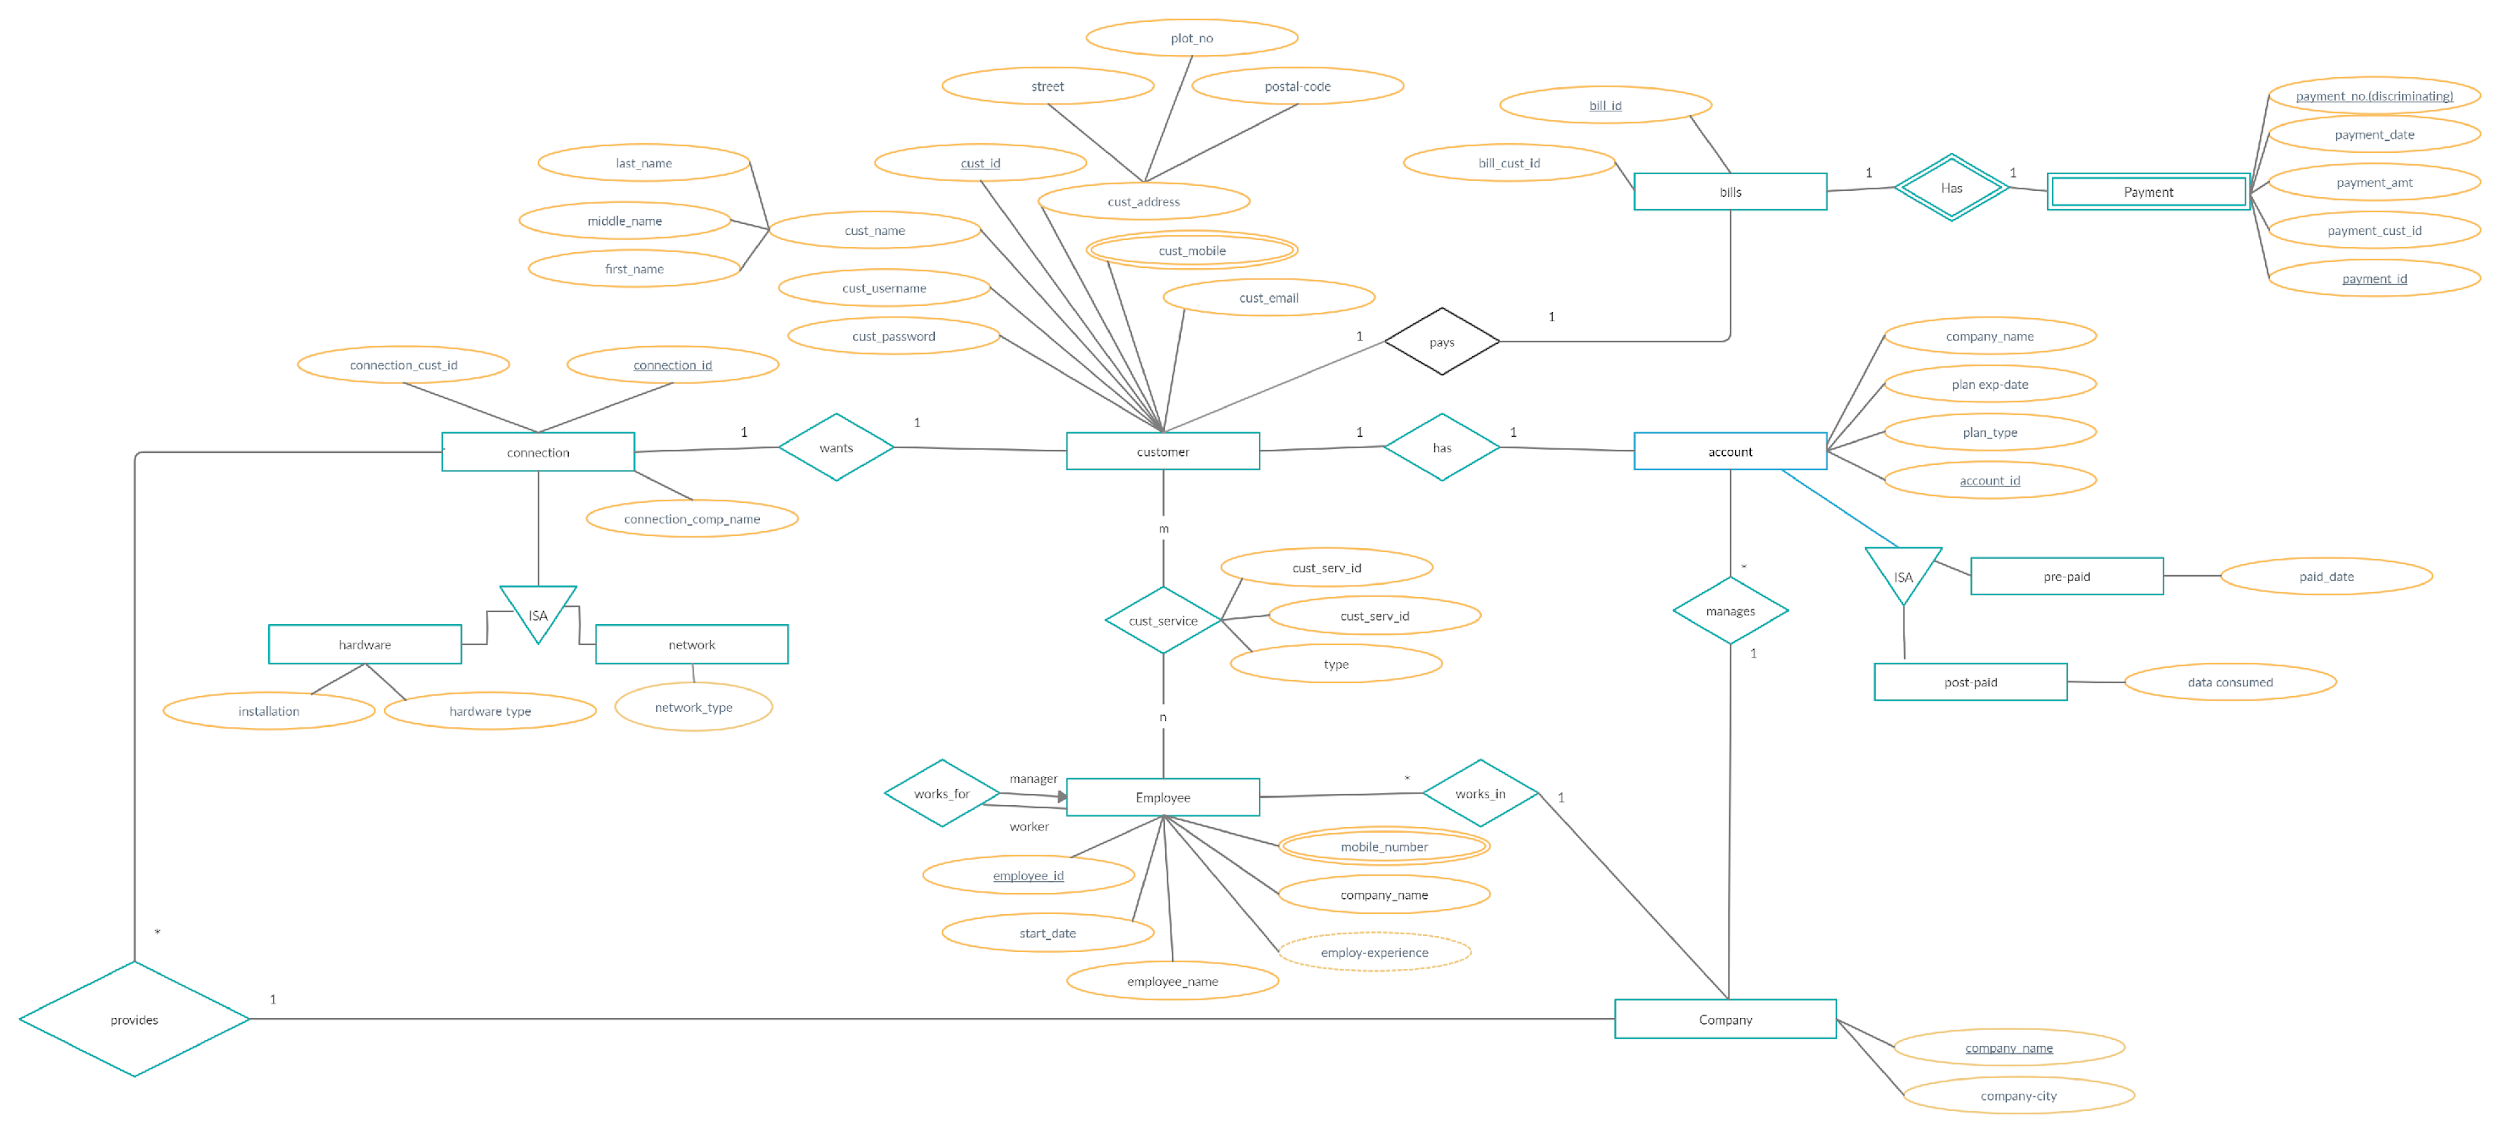 plot_no
street
postal-code
bill_id
payment_no.(discriminating)
payment_date
last_name
cust_id
bill_cust_id
1
Has
1
Payment
payment_amt
bills
cust_address
middle_name
cust_name
payment_cust_id
cust_mobile
first_name
payment_id
cust_username
cust_email
1
cust_password
1
pays
company_name
connection_cust_id
connection_id
plan exp-date
1
1
1
1
plan_type
connection
wants
customer
has
account
account_id
connection_comp_name
m
cust_serv_id
*
ISA
pre-paid
paid_date
ISA
cust_service
cust_serv_id
manages
hardware
network
type
1
post-paid
data consumed
installation
hardware type
network_type
n
manager
*
works_for
Employee
works_in
1
worker
mobile_number
employee_id
company_name
start_date
*
employ-experience
employee_name
1
provides
Company
company_name
company-city